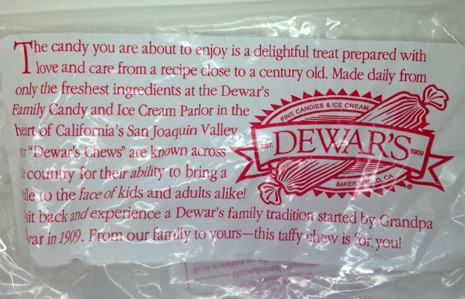 The candy you are about to enjoy is a delightful treat prepared with
love and care from a recipe close to a century old. Made daily from
only the freshest ingredients at the Dewar's
Family Candy and Ice Cream Parlor in the
heart of California's San Joaquin Valley
or "Dewar's Chews" are known across
country for their ability to bring a
to the face of kids and adults alike!
sit back and experience a Dewar's family tradition started by Grandpa
in 1909. From our family to yours—this taffy chew is for you!
FINE CANDIES & ICE CREAM
EST. DEWAR'S 1909
BAKERSFIELD, CA.